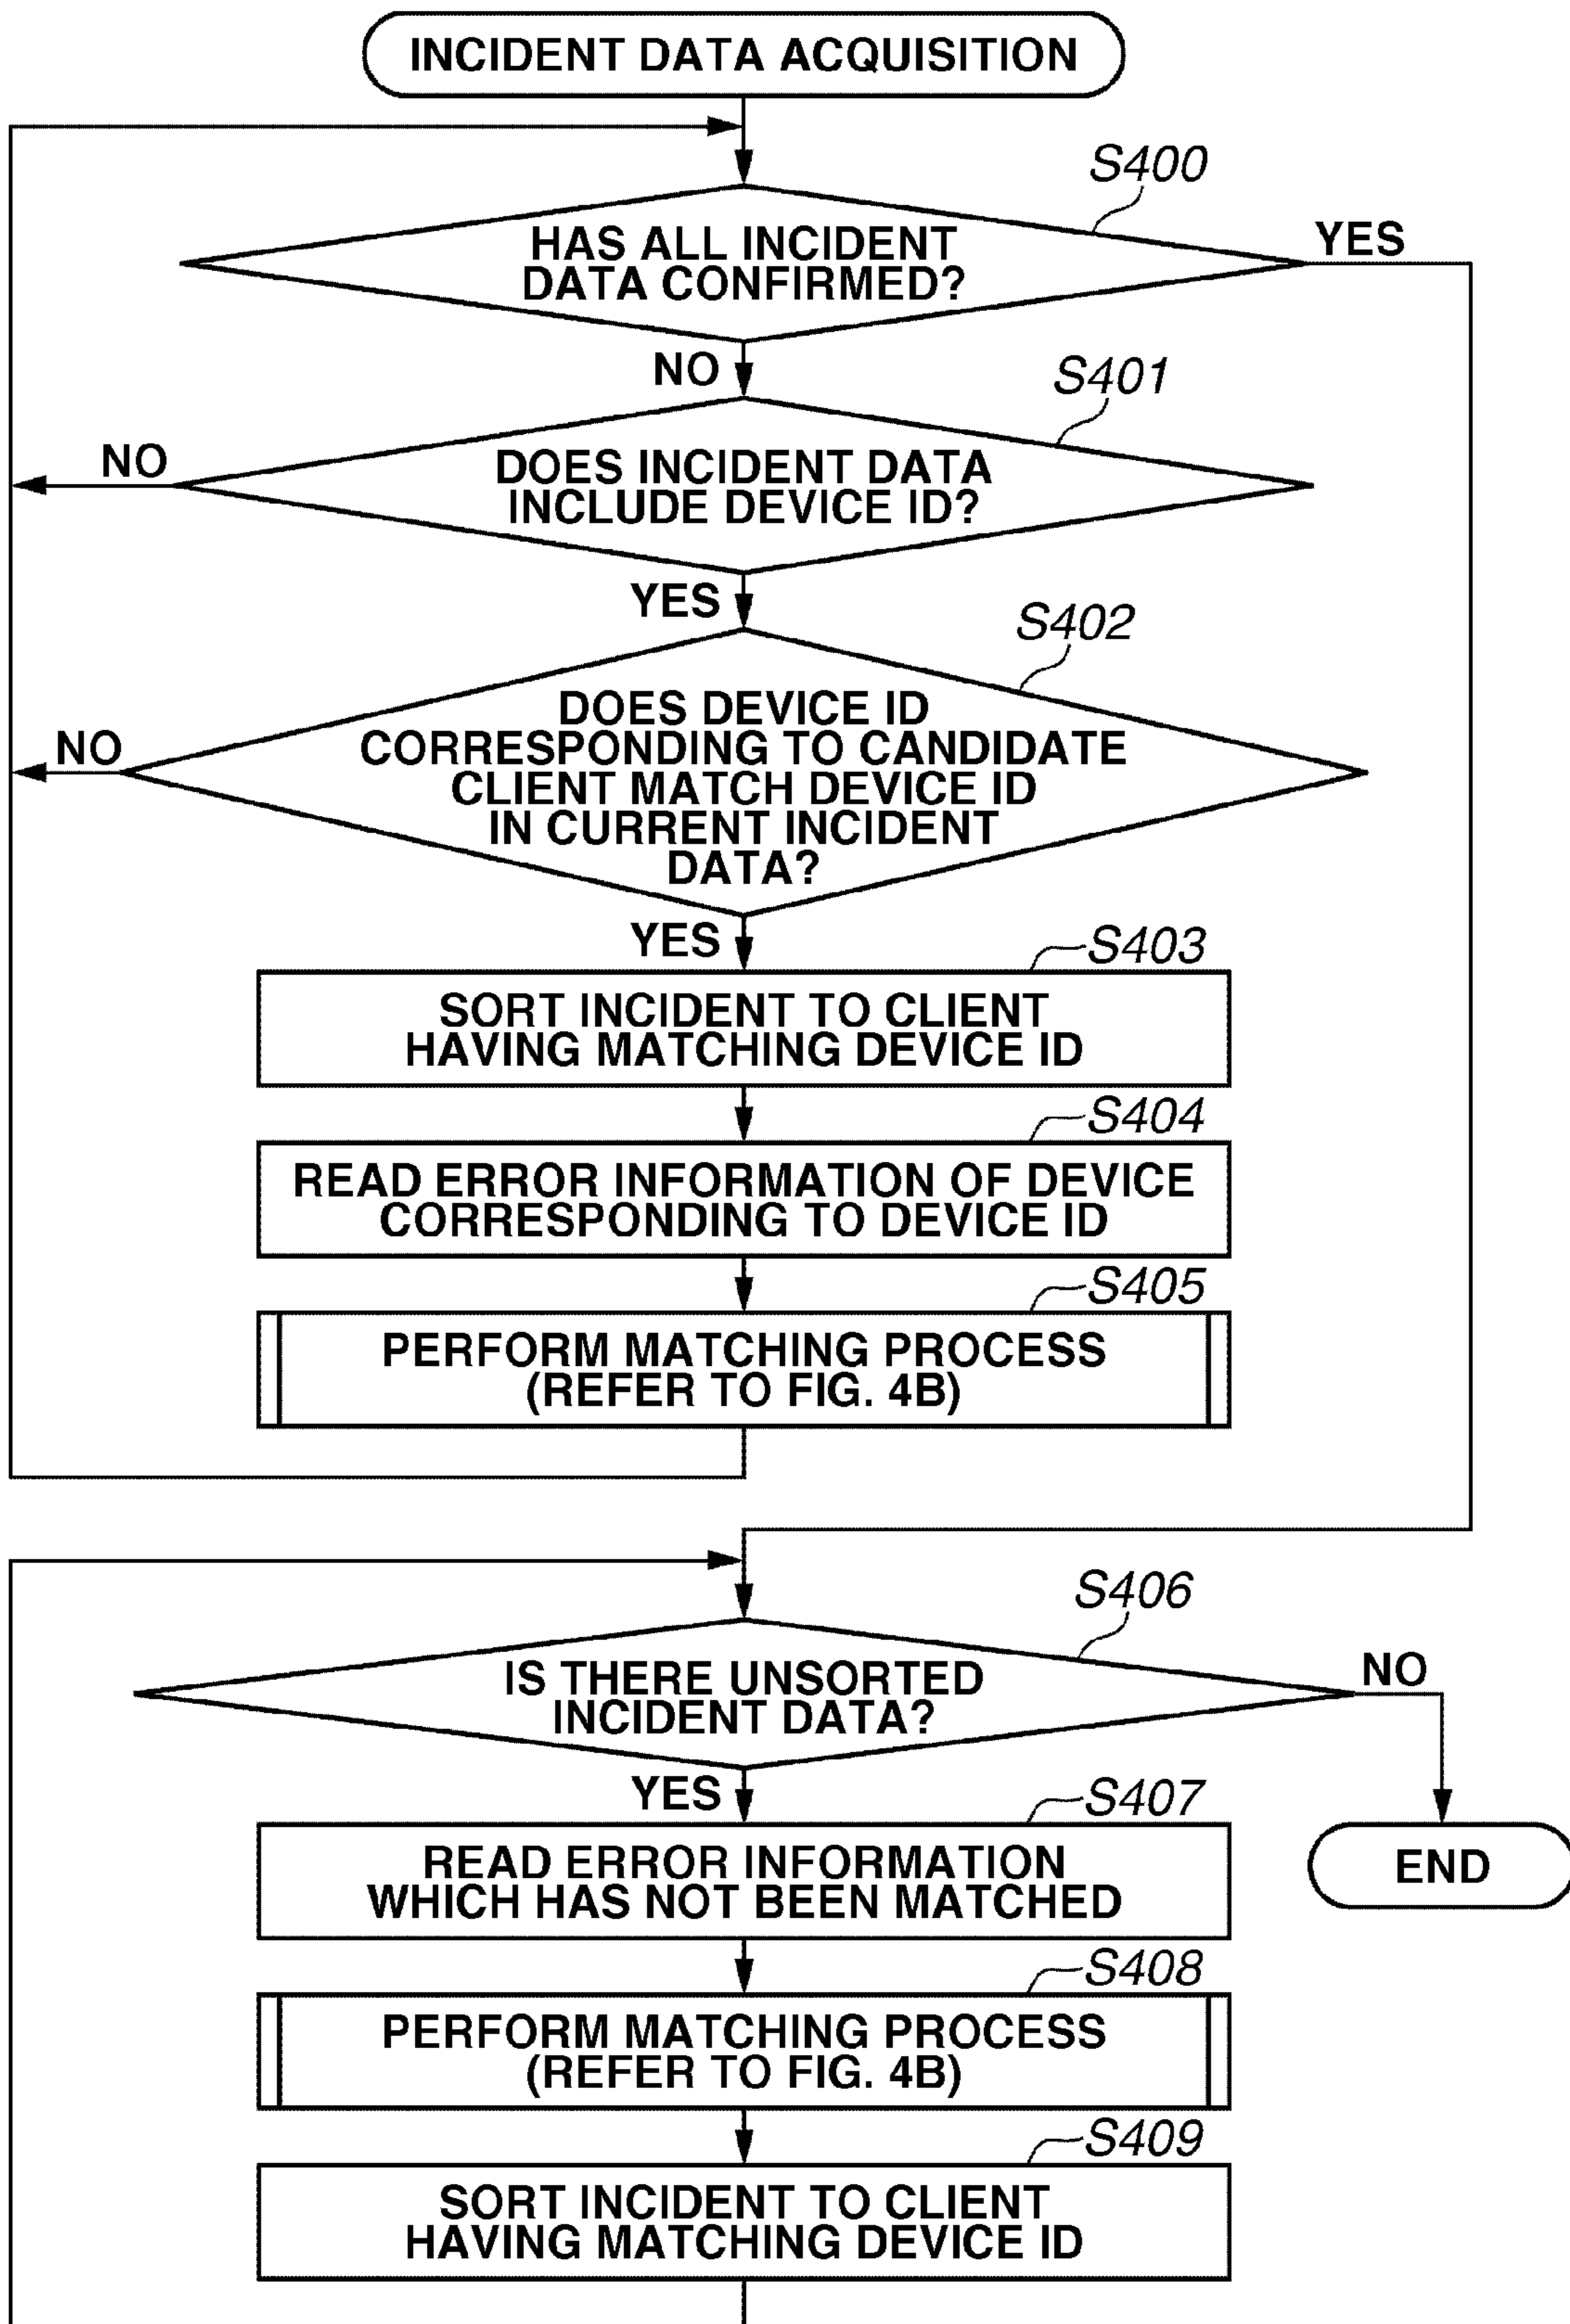 INCIDENT DATA ACQUISITION
S400
HAS ALL INCIDENT
DATA CONFIRMED?
YES
NO
S401
DOES INCIDENT DATA
INCLUDE DEVICE ID?
NO
YES
S402
DOES DEVICE ID
CORRESPONDING TO CANDIDATE
CLIENT MATCH DEVICE ID
IN CURRENT INCIDENT
DATA?
NO
YES
S403
SORT INCIDENT TO CLIENT
HAVING MATCHING DEVICE ID
S404
READ ERROR INFORMATION OF DEVICE
CORRESPONDING TO DEVICE ID
S405
PERFORM MATCHING PROCESS
(REFER TO FIG. 4B)
S406
IS THERE UNSORTED
INCIDENT DATA?
NO
YES
S407
READ ERROR INFORMATION
WHICH HAS NOT BEEN MATCHED
END
S408
PERFORM MATCHING PROCESS
(REFER TO FIG. 4B)
S409
SORT INCIDENT TO CLIENT
HAVING MATCHING DEVICE ID